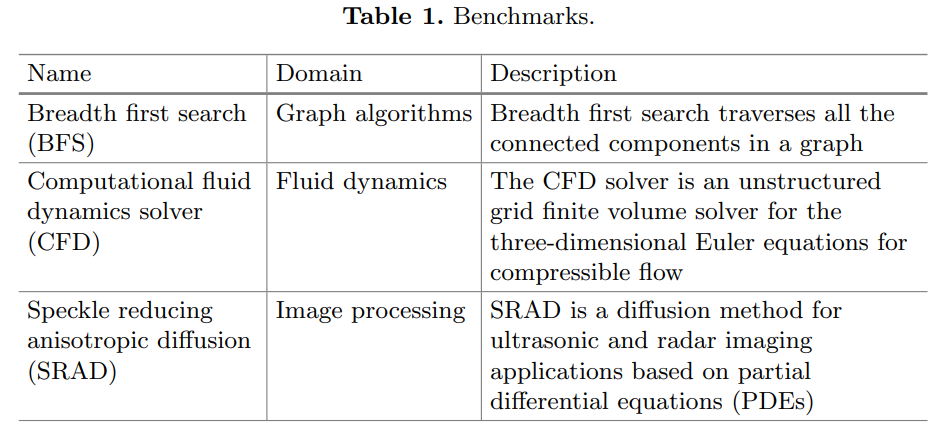 Table 1. Benchmarks.
Name Domain Description
Breadth first search Graph algorithms Breadth first search traverses all the
(BFS) connected components in a graph
Computational fluid Fluid dynamics The CFD solver is an unstructured
dynamics solver grid finite volume solver for the
(CFD) three-dimensional Euler equations for
compressible flow
Speckle reducing Image processing SRAD is a diffusion method for
anisotropic diffusion ultrasonic and radar imaging
(SRAD) applications based on partial
differential equations (PDEs)